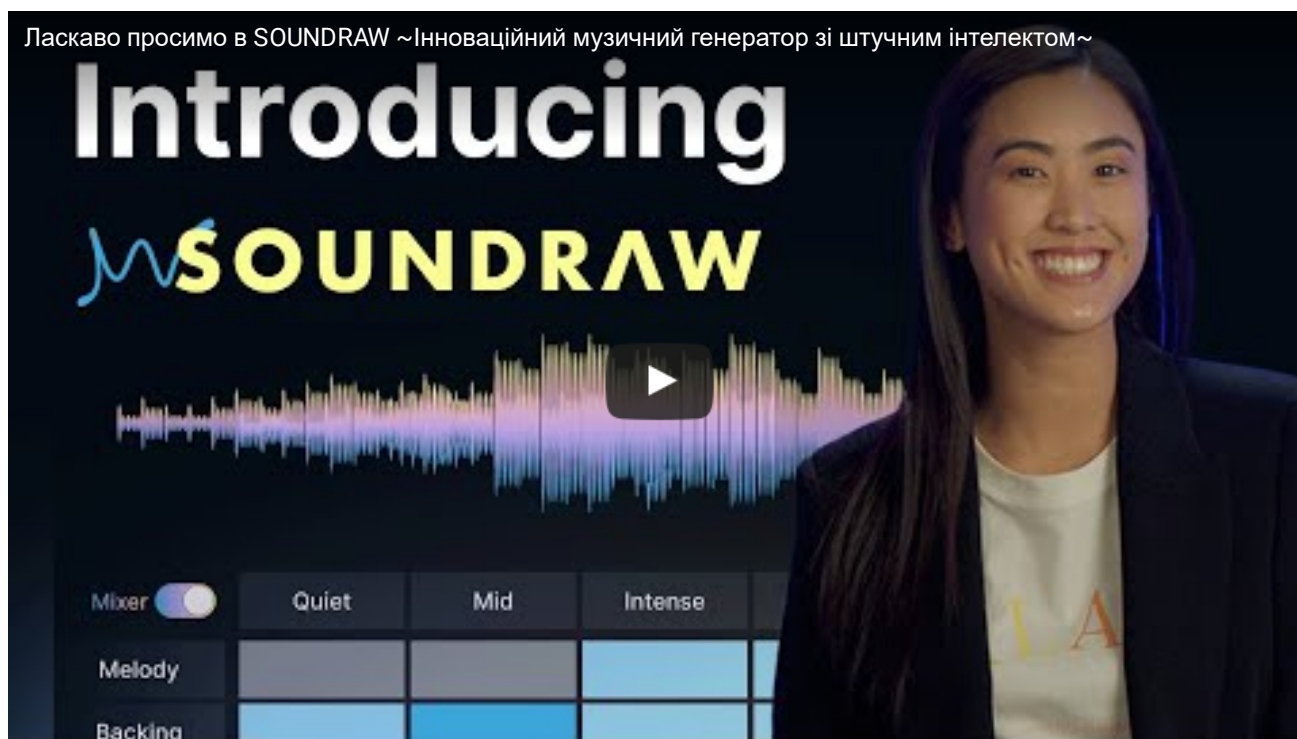 Ласкаво просимо в SOUNDRAW ~Інноваційний музичний генератор зі штучним інтелектом~
Introducing
SOUNDRAW
Mixer Quiet Mid Intense
Melody
Backing
A